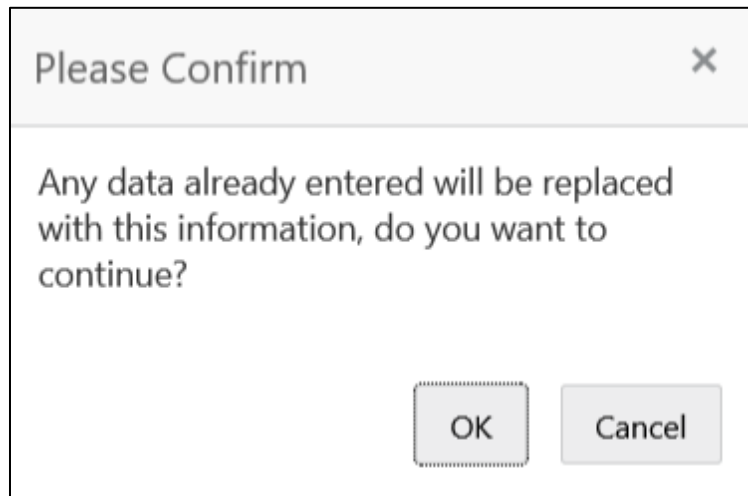 Please Confirm
Any data already entered will be replaced
with this information, do you want to
continue?
OK
Cancel